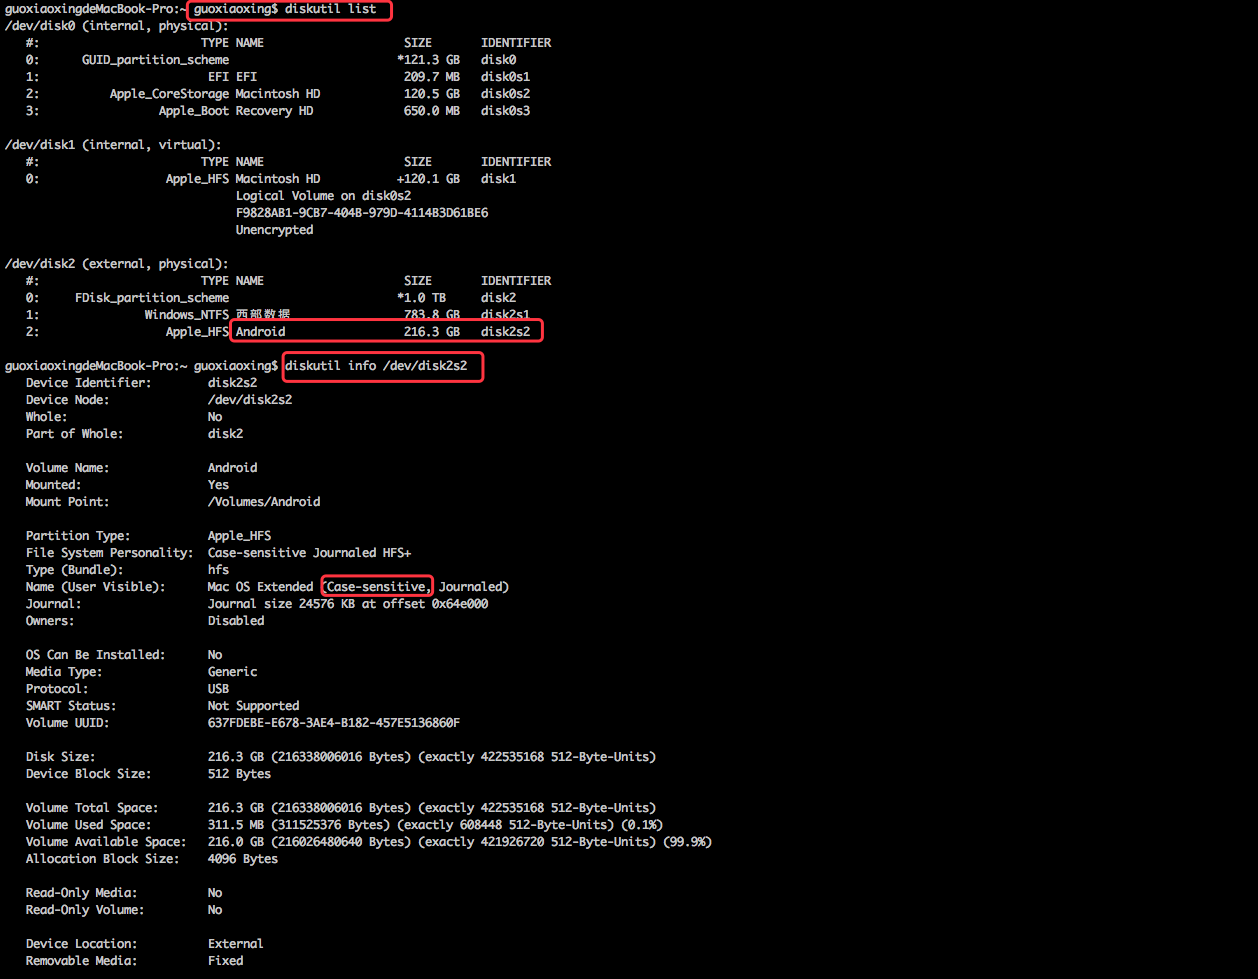 guoxiaoxingdeMacBook-Pro:~ guoxiaoxing$ diskutil list
/dev/disk0 (internal, physical):
#: TYPE NAME SIZE IDENTIFIER
0: GUID_partition_scheme *121.3 GB disk0
1: EFI EFI 209.7 MB disk0s1
2: Apple_CoreStorage Macintosh HD 120.5 GB disk0s2
3: Apple_Boot Recovery HD 650.0 MB disk0s3
/dev/disk1 (internal, virtual):
#: TYPE NAME SIZE IDENTIFIER
0: Apple_HFS Macintosh HD +120.1 GB disk1
Logical Volume on disk0s2
F9828AB1-9CB7-404B-979D-4114B3D61BE6
Unencrypted
/dev/disk2 (external, physical):
#: TYPE NAME SIZE IDENTIFIER
0: FDisk_partition_scheme *1.0 TB disk2
1: Windows_NTFS 西部数据 783.8 GB disk2s1
2: Apple_HFS Android 216.3 GB disk2s2
guoxiaoxingdeMacBook-Pro:~ guoxiaoxing$ diskutil info /dev/disk2s2
Device Identifier: disk2s2
Device Node: /dev/disk2s2
Whole: No
Part of Whole: disk2
Volume Name: Android
Mounted: Yes
Mount Point: /Volumes/Android
Partition Type: Apple_HFS
File System Personality: Case-sensitive Journaled HFS+
Type (Bundle): hfs
Name (User Visible): Mac OS Extended (Case-sensitive, Journaled)
Journal: Journal size 24576 KB at offset 0x64e000
Owners: Disabled
OS Can Be Installed: No
Media Type: Generic
Protocol: USB
SMART Status: Not Supported
Volume UUID: 637FDEBE-E678-3AE4-B182-457E5136860F
Disk Size: 216.3 GB (216338006016 Bytes) (exactly 422535168 512-Byte-Units)
Device Block Size: 512 Bytes
Volume Total Space: 216.3 GB (216338006016 Bytes) (exactly 422535168 512-Byte-Units)
Volume Used Space: 311.5 MB (311525376 Bytes) (exactly 608448 512-Byte-Units) (0.1%)
Volume Available Space: 216.0 GB (216026480640 Bytes) (exactly 421926720 512-Byte-Units) (99.9%)
Allocation Block Size: 4096 Bytes
Read-Only Media: No
Read-Only Volume: No
Device Location: External
Removable Media: Fixed